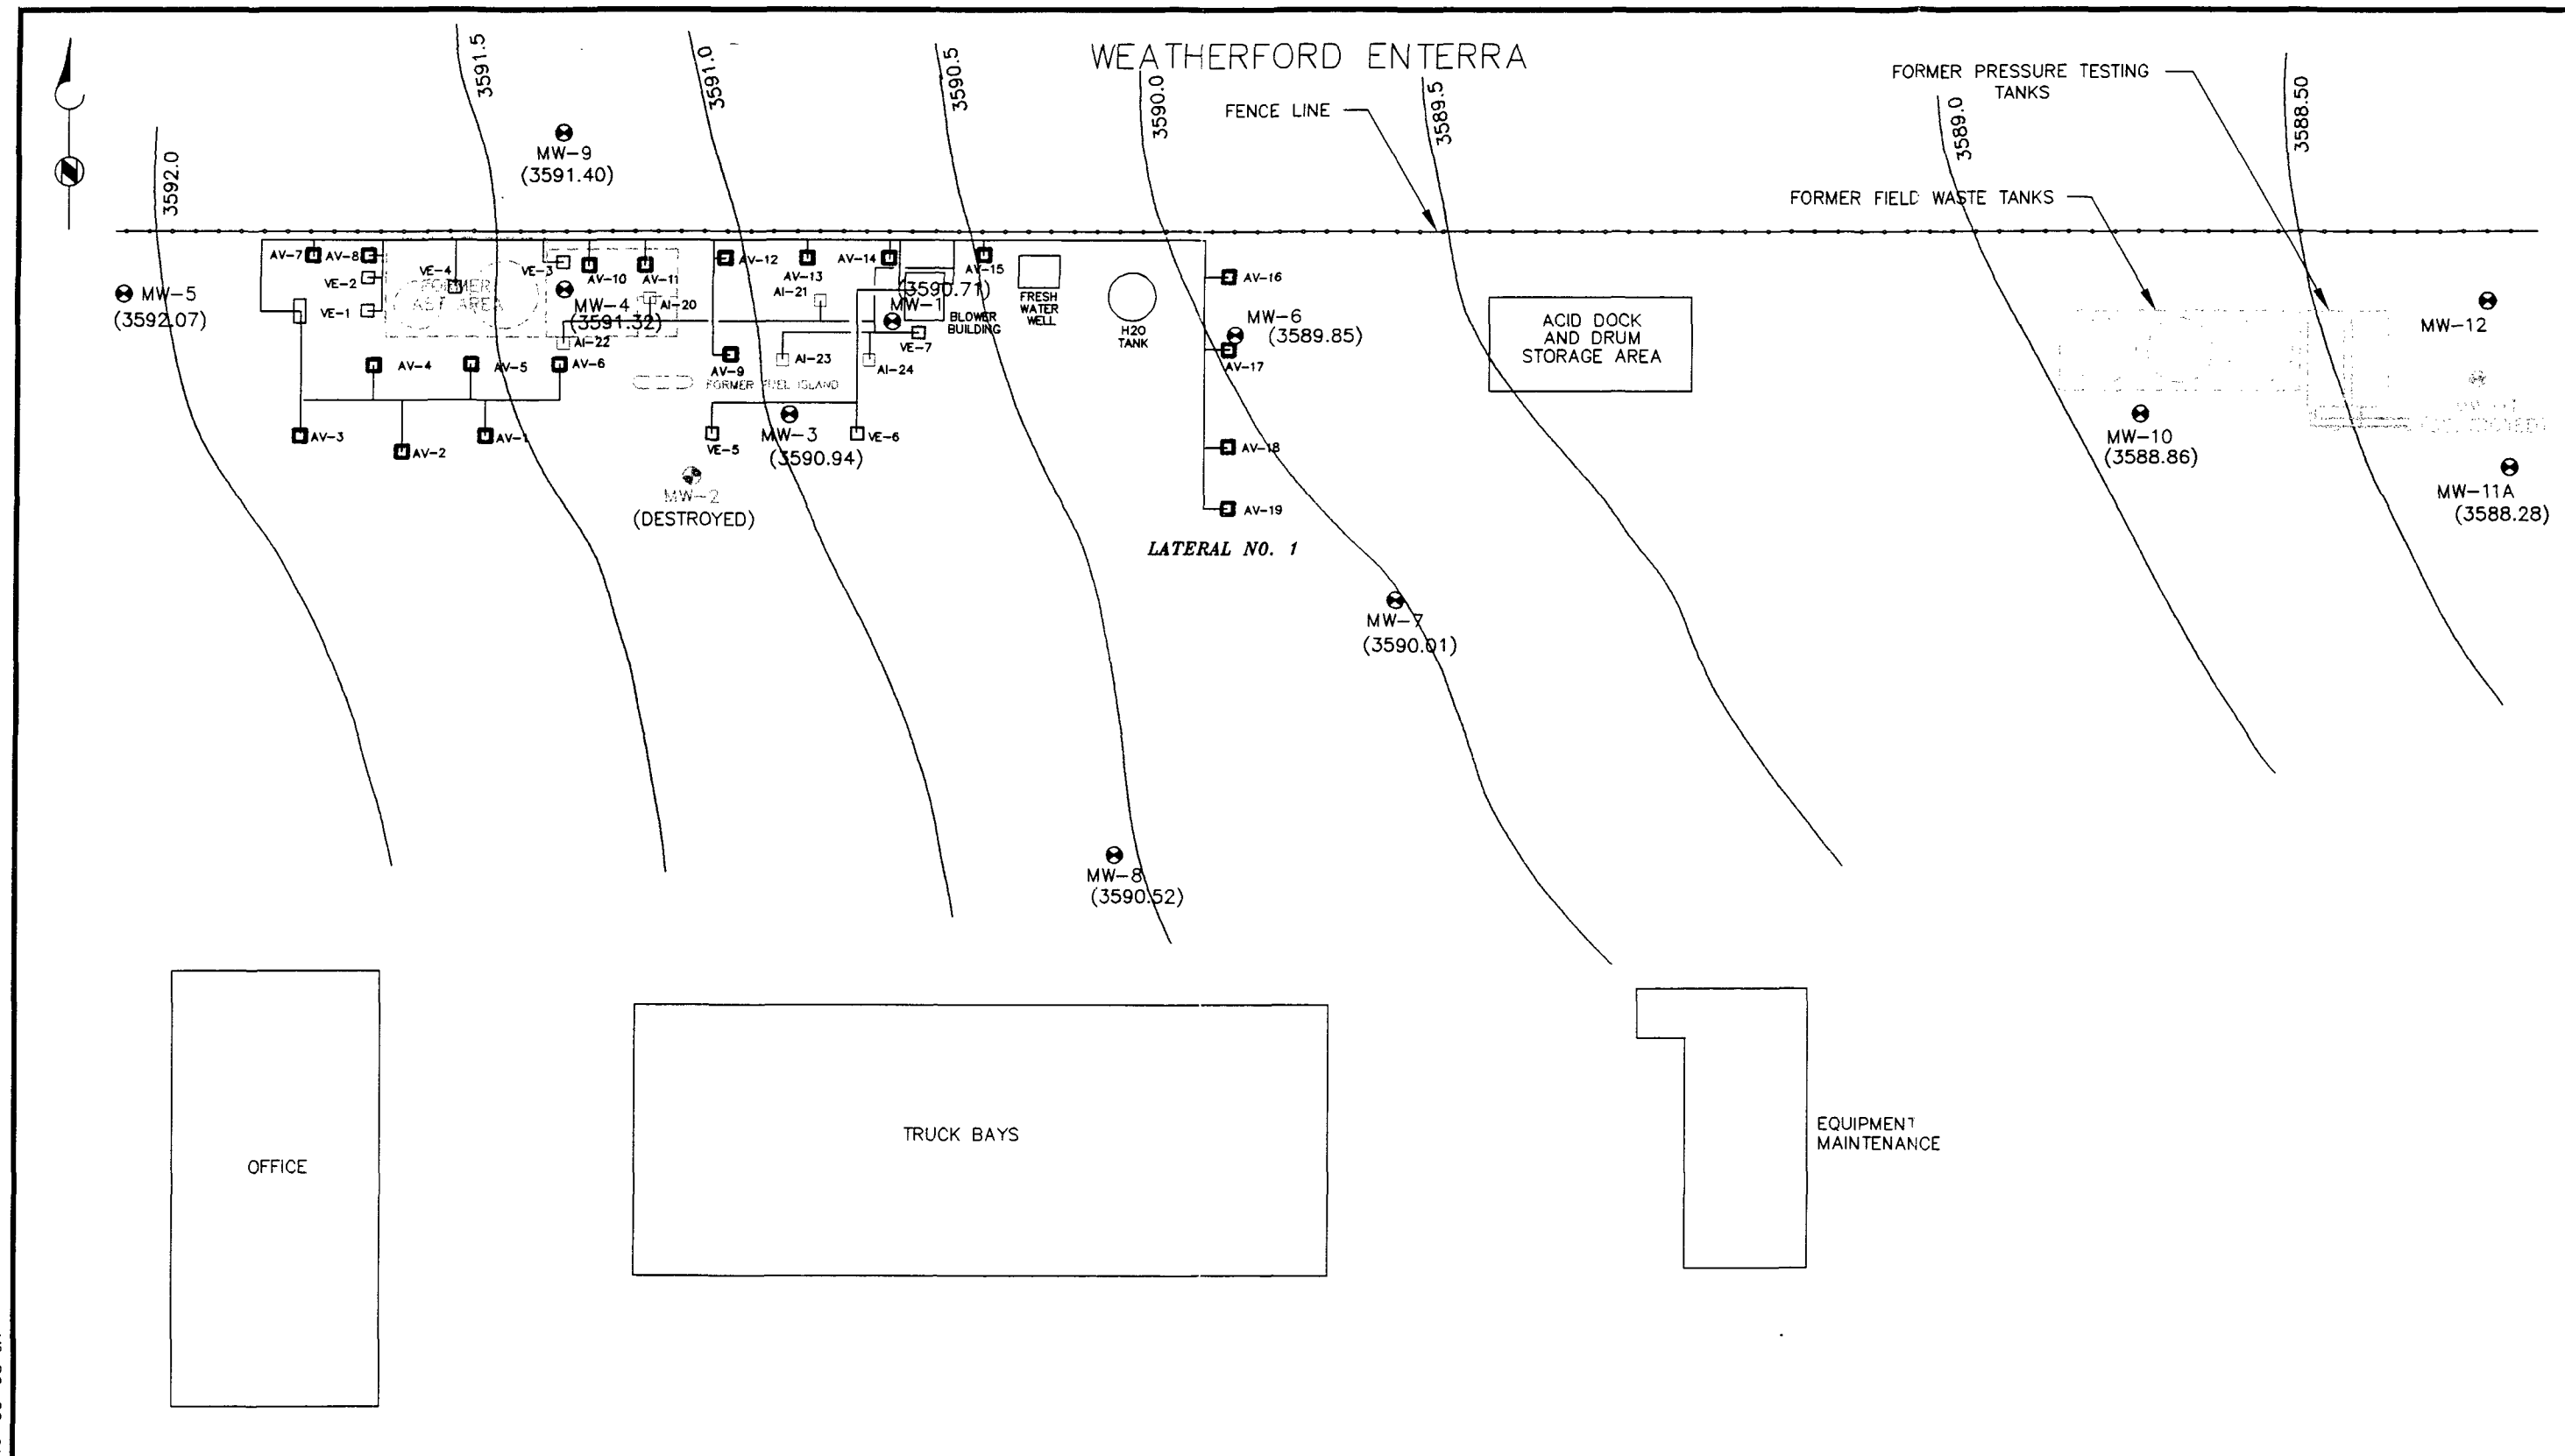 WEATHERFORD ENTERRA
3592.0
3591.5
3591.0
3590.5
3590.0
3589.5
3589.0
3588.50
FENCE LINE
FORMER PRESSURE TESTING
TANKS
FORMER FIELD WASTE TANKS
MW-9
(3591.40)
MW-5
(3592.07)
AV-7
AV-8
VE-2
VE-1
VE-4
FORMER
AST AREA
VE-3
AV-10
AV-11
MW-4
(3591.32)
AI-20
AI-22
AV-12
AV-13
AI-21
AV-14
(3590.71)
MW-1
BLOWER
BUILDING
AV-15
FRESH
WATER
WELL
H2O
TANK
AV-16
MW-6
(3589.85)
AV-17
ACID DOCK
AND DRUM
STORAGE AREA
MW-12
AV-4
AV-5
AV-6
AV-9
AI-23
VE-7
AI-24
FORMER FUEL ISLAND
AV-3
AV-2
AV-1
VE-5
MW-3
(3590.94)
VE-6
MW-2
(DESTROYED)
AV-18
AV-19
LATERAL NO. 1
MW-10
(3588.86)
MW-11A
(3588.28)
MW-7
(3590.01)
MW-8
(3590.52)
OFFICE
TRUCK BAYS
EQUIPMENT
MAINTENANCE